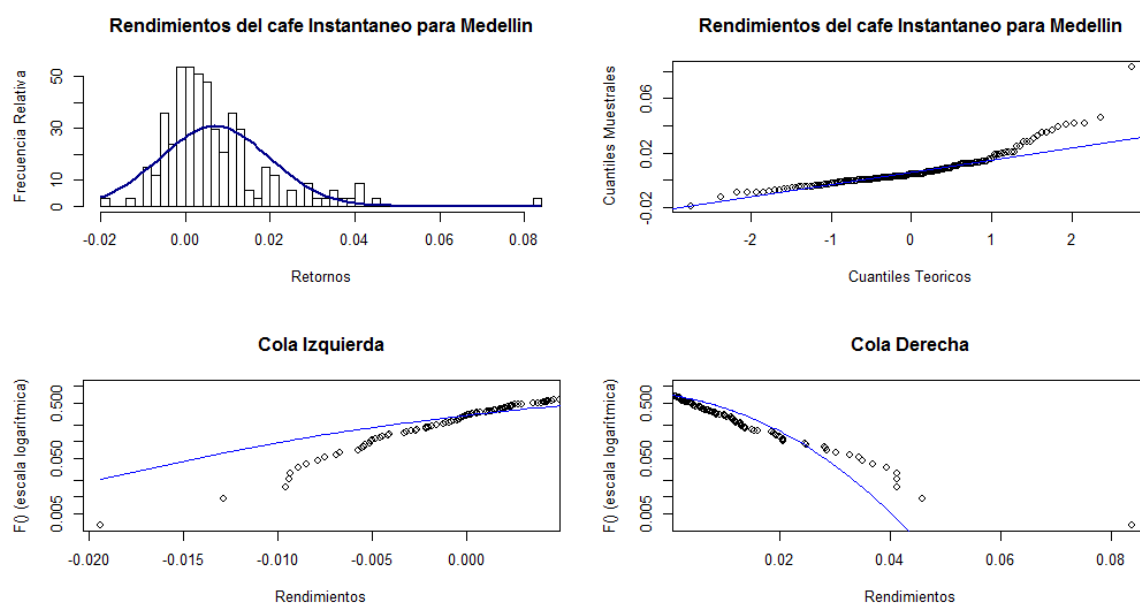 Rendimientos del cafe Instantaneo para Medellin
Frecuencia Relativa
0 10 30 50
-0.02 0.00 0.02 0.04 0.06 0.08
Retornos
Rendimientos del cafe Instantaneo para Medellin
Cuantiles Muestrales
-0.02 0.02 0.06
-2 -1 0 1 2
Cuantiles Teoricos
Cola Izquierda
F() (escala logarítmica)
0.005 0.050 0.500
-0.020 -0.015 -0.010 -0.005 0.000
Rendimientos
Cola Derecha
F() (escala logarítmica)
0.005 0.050 0.500
0.02 0.04 0.06 0.08
Rendimientos